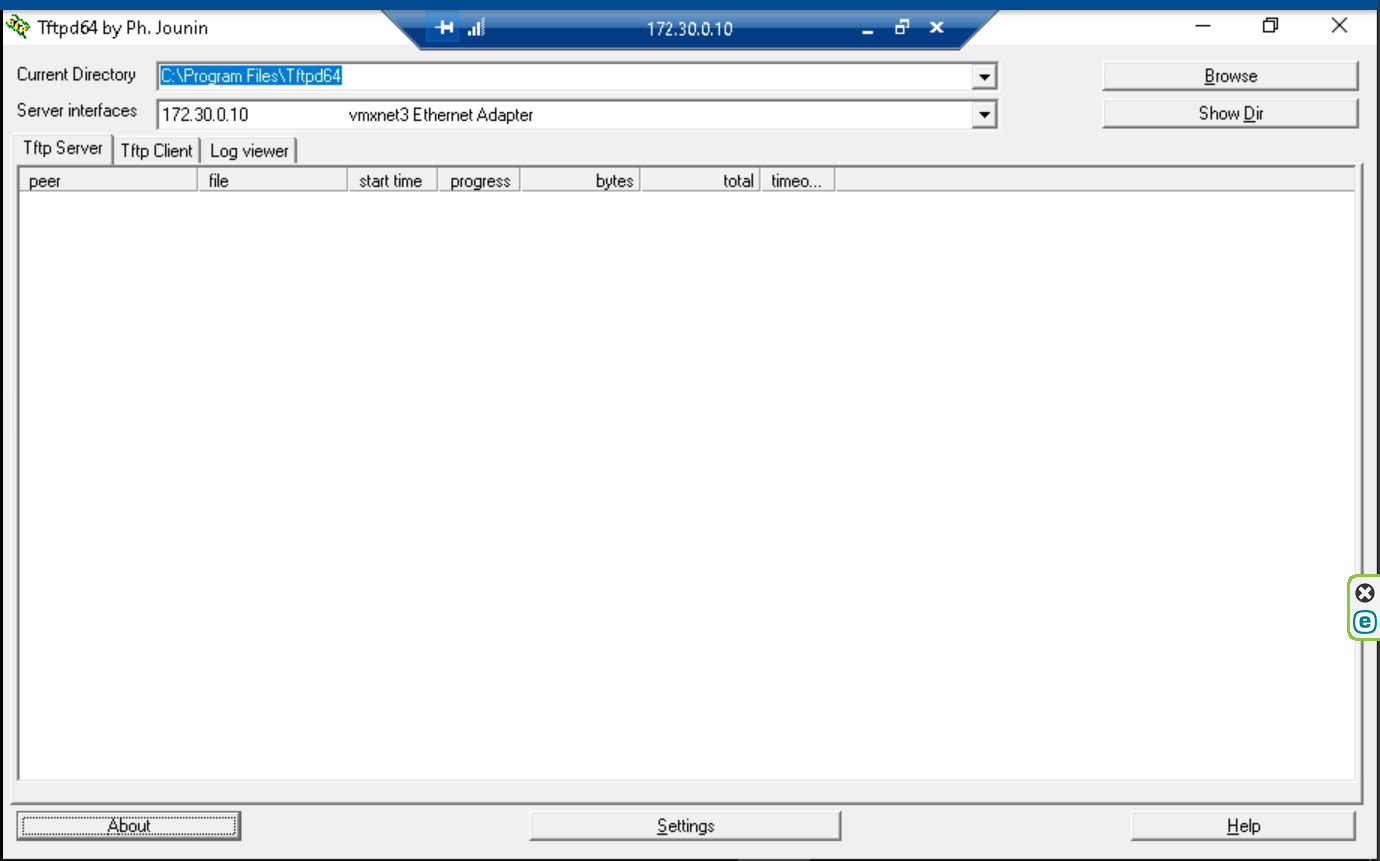 Tftpd64 by Ph. Jounin
172.30.0.10
Current Directory C:\Program Files\Tftpd64 Browse
Server interfaces 172.30.0.10 vmxnet3 Ethernet Adapter Show Dir
Tftp Server Tftp Client Log viewer
peer file start time progress bytes total timeo...
e
About Settings Help